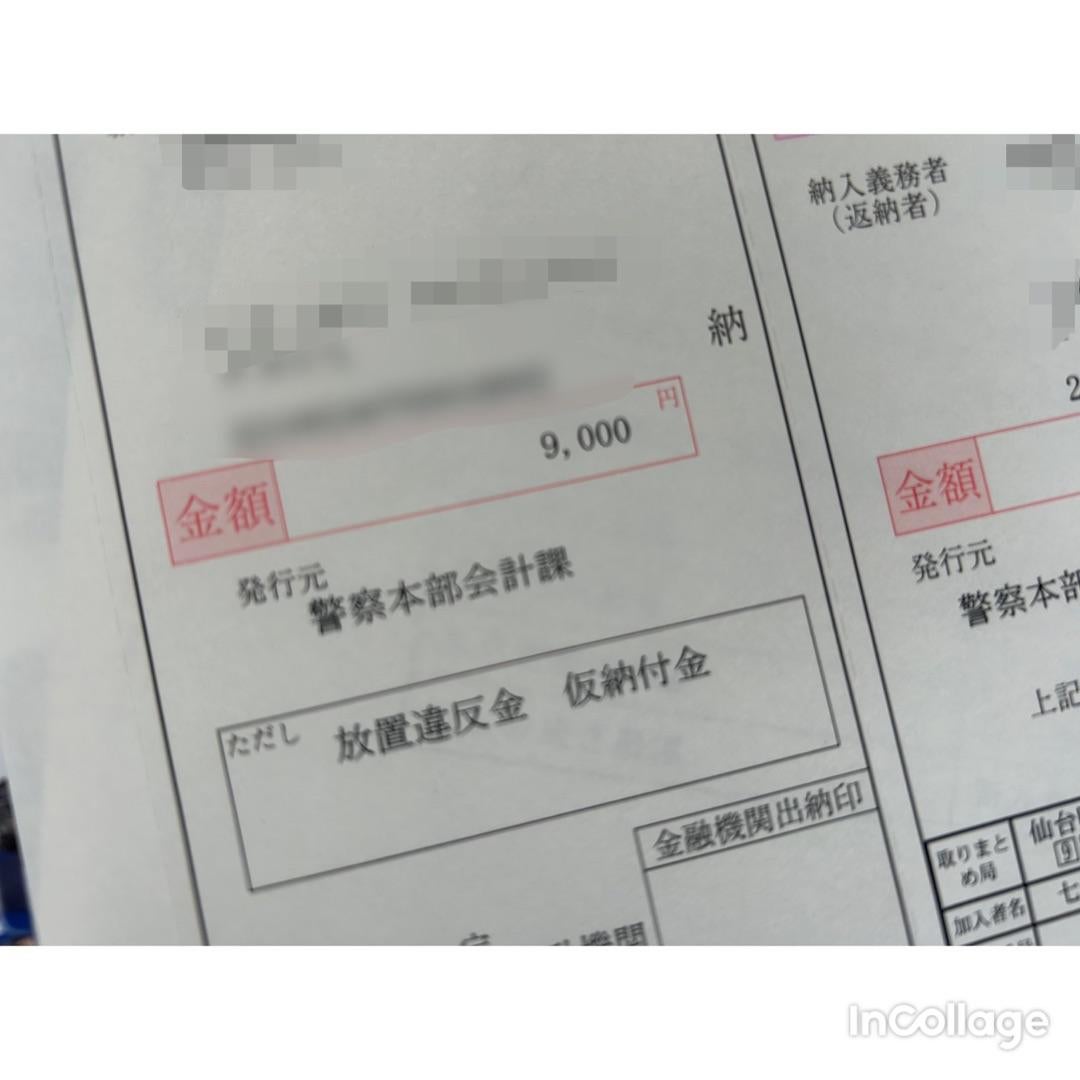 納
円
9,000
金額
発行元
警察本部会計課
ただし 放置違反金 仮納付金
金融機関出納印
納入義務者
(返納者)
2
金額
発行元
警察本部
上記
取りまと
め局
仙台
9
加入者名
七
InCollage